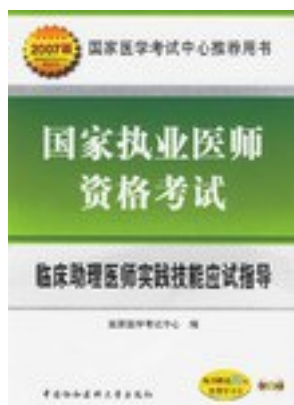 2007版
国家医学考试中心推荐用书
国家执业医师
资格考试
临床助理医师实践技能应试指导
国家医学考试中心 编
中国协和医科大学出版社